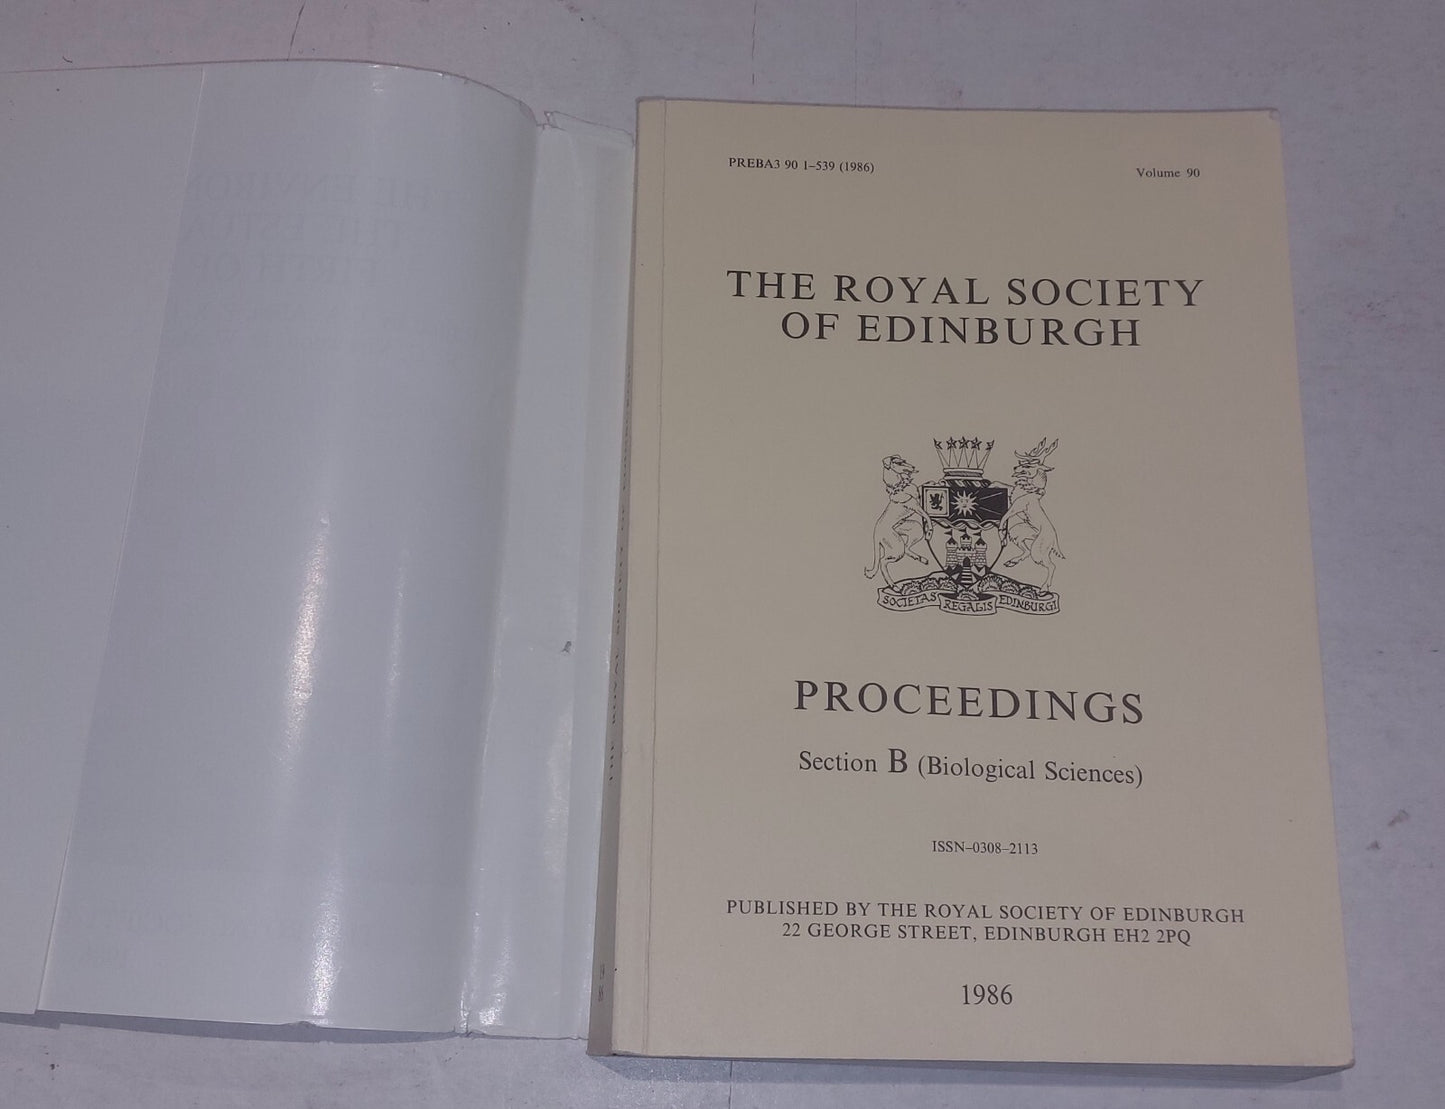 PREBA3 90 1–539 (1986)
Volume 90
THE ROYAL SOCIETY
OF EDINBURGH
SOCIETAS REGALIS EDINBURGI
PROCEEDINGS
Section B (Biological Sciences)
ISSN–0308–2113
PUBLISHED BY THE ROYAL SOCIETY OF EDINBURGH
22 GEORGE STREET, EDINBURGH EH2 2PQ
1986